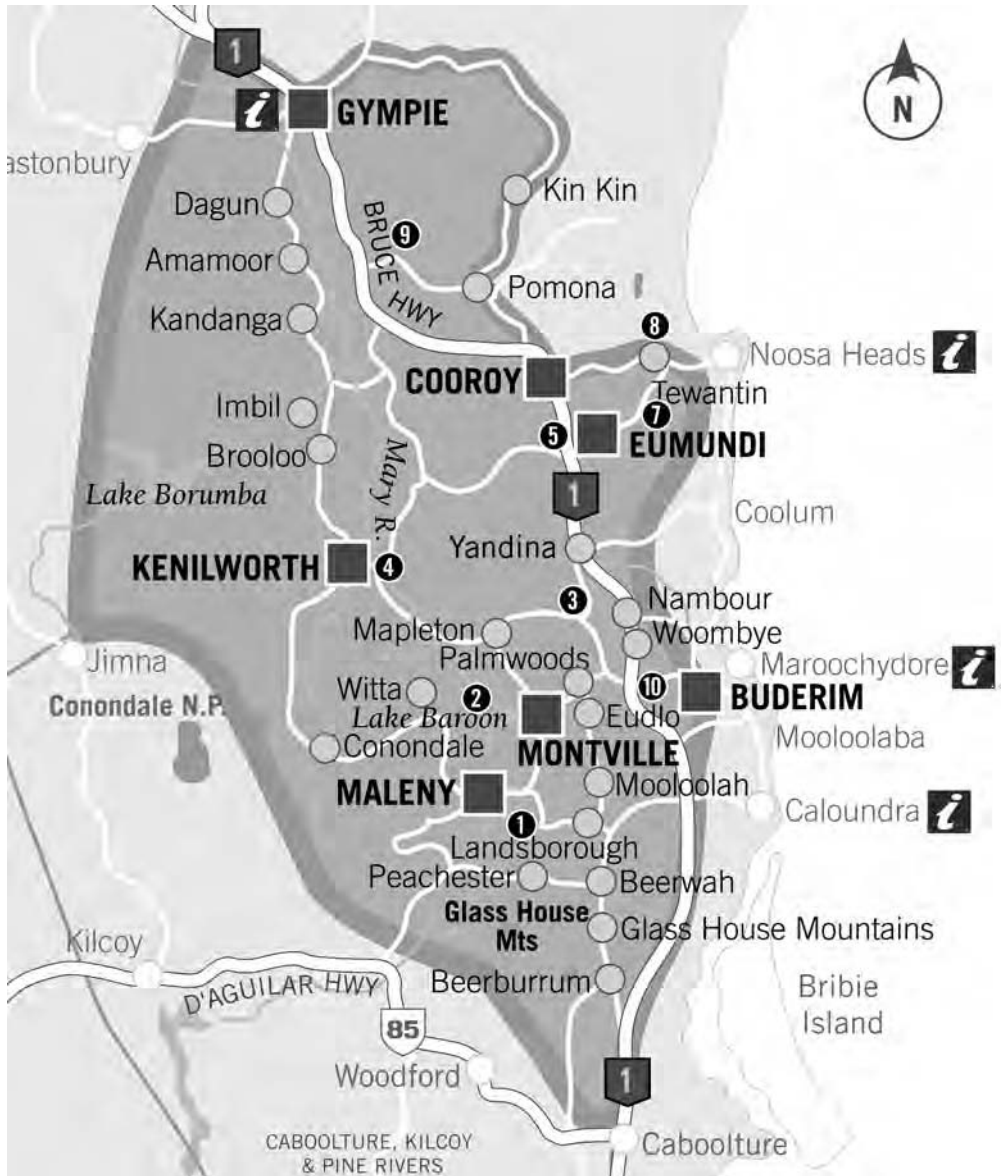 1
N
i
GYMPIE
astonbury
Kin Kin
Dagun
BRUCE HWY
9
Amamoor
Pomona
Kandanga
8
Noosa Heads
i
COOROY
Tewantin
Imbil
7
5
EUMUNDI
Brooloo
Mary R.
Lake Borumba
1
Coolum
Yandina
KENILWORTH
4
3
Nambour
Mapleton
Woombye
Palmwoods
Jimna
Maroochydore
i
Witta
2
10
BUDERIM
Conondale N.P.
Lake Baroon
Eudlo
Mooloolaba
Conondale
MONTVILLE
MALENY
Mooloolah
Caloundra
i
1
Landsborough
Peachester
Beerwah
Glass House
Mts
Glass House Mountains
Kilcoy
Beerburrum
D'AGUILAR HWY
Bribie
Island
85
Woodford
1
CABOOLTURE, KILCOY
& PINE RIVERS
Caboolture